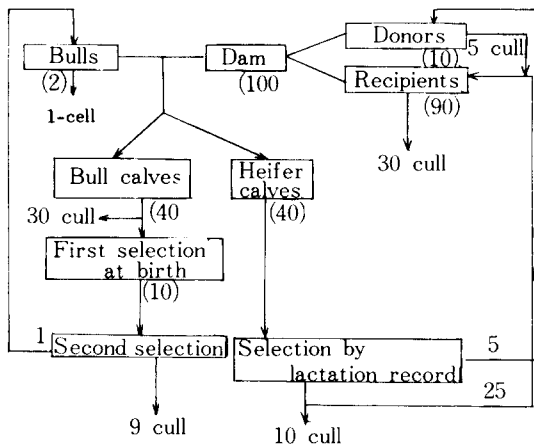 Bulls
(2)
1-cell
Dam
(100
Donors
(10)
5 cull
Recipients
(90)
30 cull
Bull calves
(40
30 cull
Heifer
calves
(40)
First selection
at birth
(10)
1
Second selection
9 cull
Selection by
lactation record
5
25
10 cull